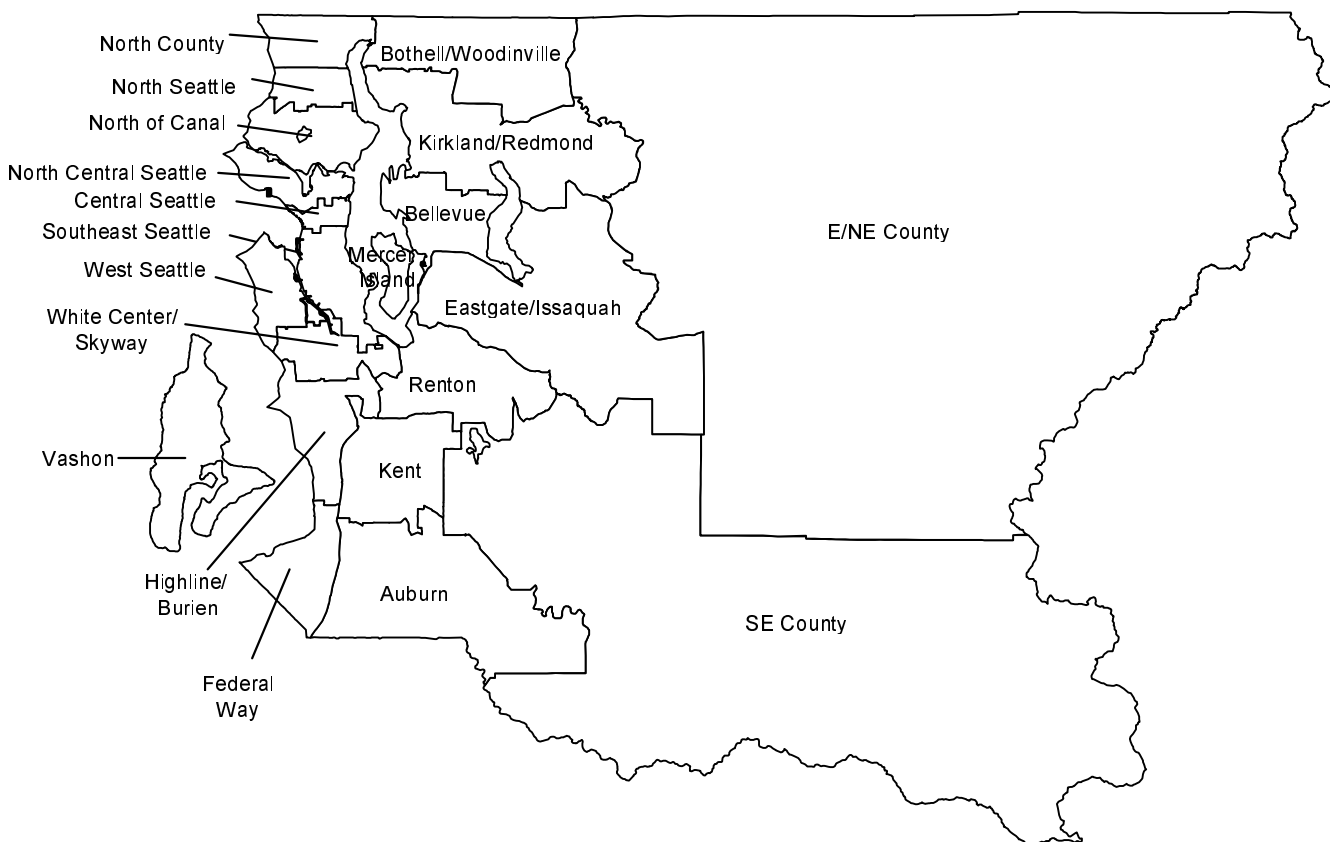 North County
Bothell/Woodinville
North Seattle
North of Canal
Kirkland/Redmond
North Central Seattle
Central Seattle
Bellevue
Southeast Seattle
E/NE County
Mercer
Island
West Seattle
Eastgate/Issaquah
White Center/
Skyway
Renton
Vashon
Kent
Highline/
Burien
Auburn
SE County
Federal
Way